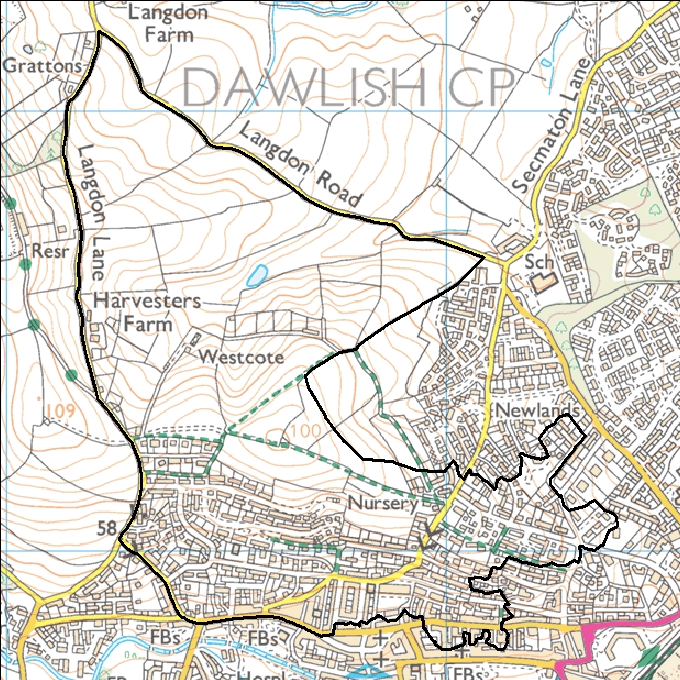 Langdon
Farm
Grattons
DAWLISH CP
Secmaton Lane
Langdon Road
Langdon Lane
Resr
Sch
Harvesters
Farm
Westcote
109
Newlands
100
Nursery
58
FBs
FBs
Hospl
FBs